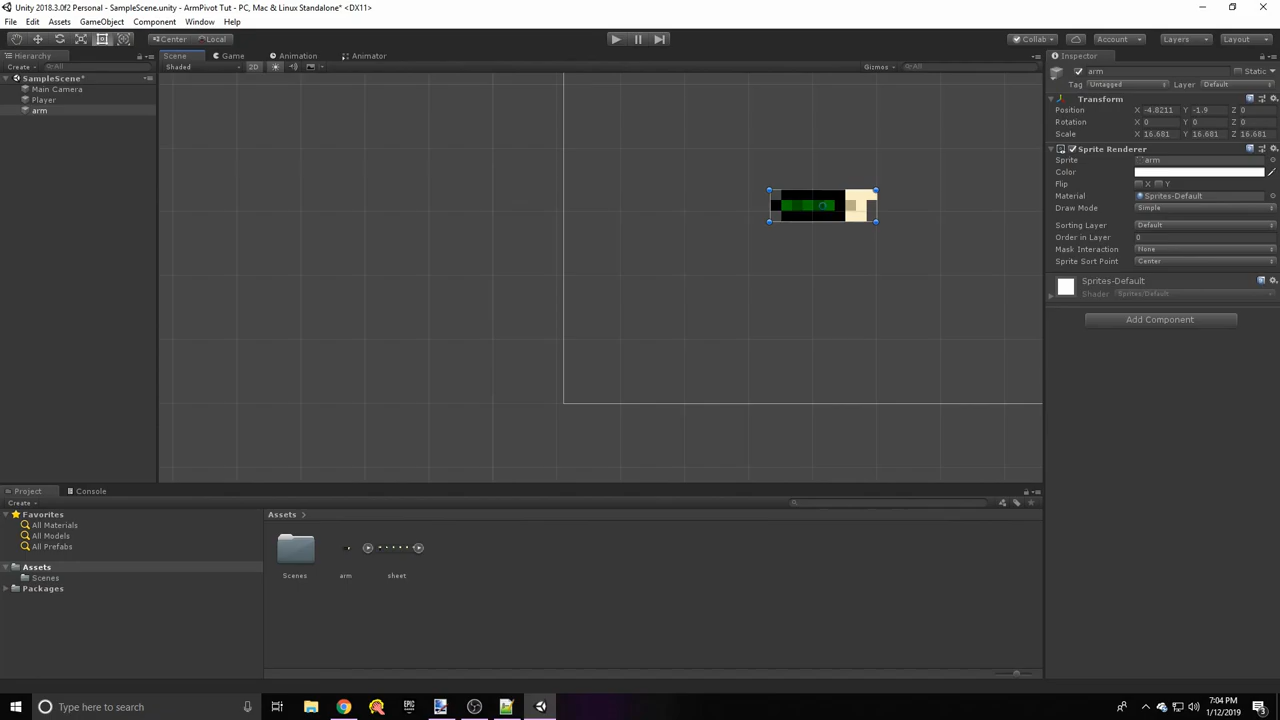 Unity 2018.3.0f2 Personal - SampleScene.unity - ArmPivot Tut - PC, Mac & Linux Standalone* <DX11>
File Edit Assets GameObject Component Window Help
Center Local Collab Account Layers Layout
Hierarchy Scene Game Animation Animator Inspector
Create All Shaded 2D Gizmos All arm Static
SampleScene* Tag Untagged Layer Default
Main Camera
Player Transform
arm Position X -4.8211 Y -1.9 Z 0
Rotation X 0 Y 0 Z 0
Scale X 16.681 Y 16.681 Z 16.681
Sprite Renderer
Sprite arm
Color
Flip X Y
Material Sprites-Default
Draw Mode Simple
Sorting Layer Default
Order in Layer 0
Mask Interaction None
Sprite Sort Point Center
Sprites-Default
Shader Sprites/Default
Add Component
Project Console
Create
Favorites Assets
All Materials
All Models
All Prefabs
Assets
Scenes arm sheet
Scenes
Packages
Type here to search EPIC GAMES 7:04 PM
1/12/2019